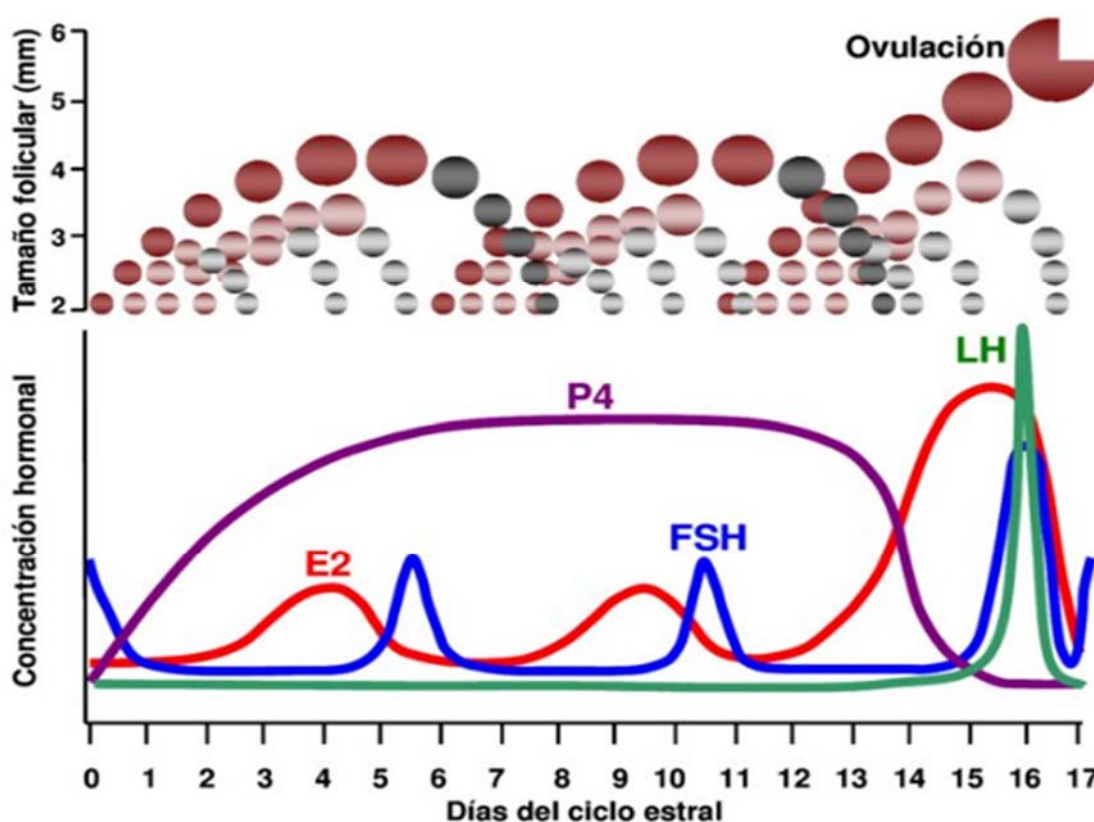 Tamaño folicular (mm)
6
5
4
3
2
Ovulación
Concentración hormonal
LH
P4
E2
FSH
0 1 2 3 4 5 6 7 8 9 10 11 12 13 14 15 16 17
Días del ciclo estral